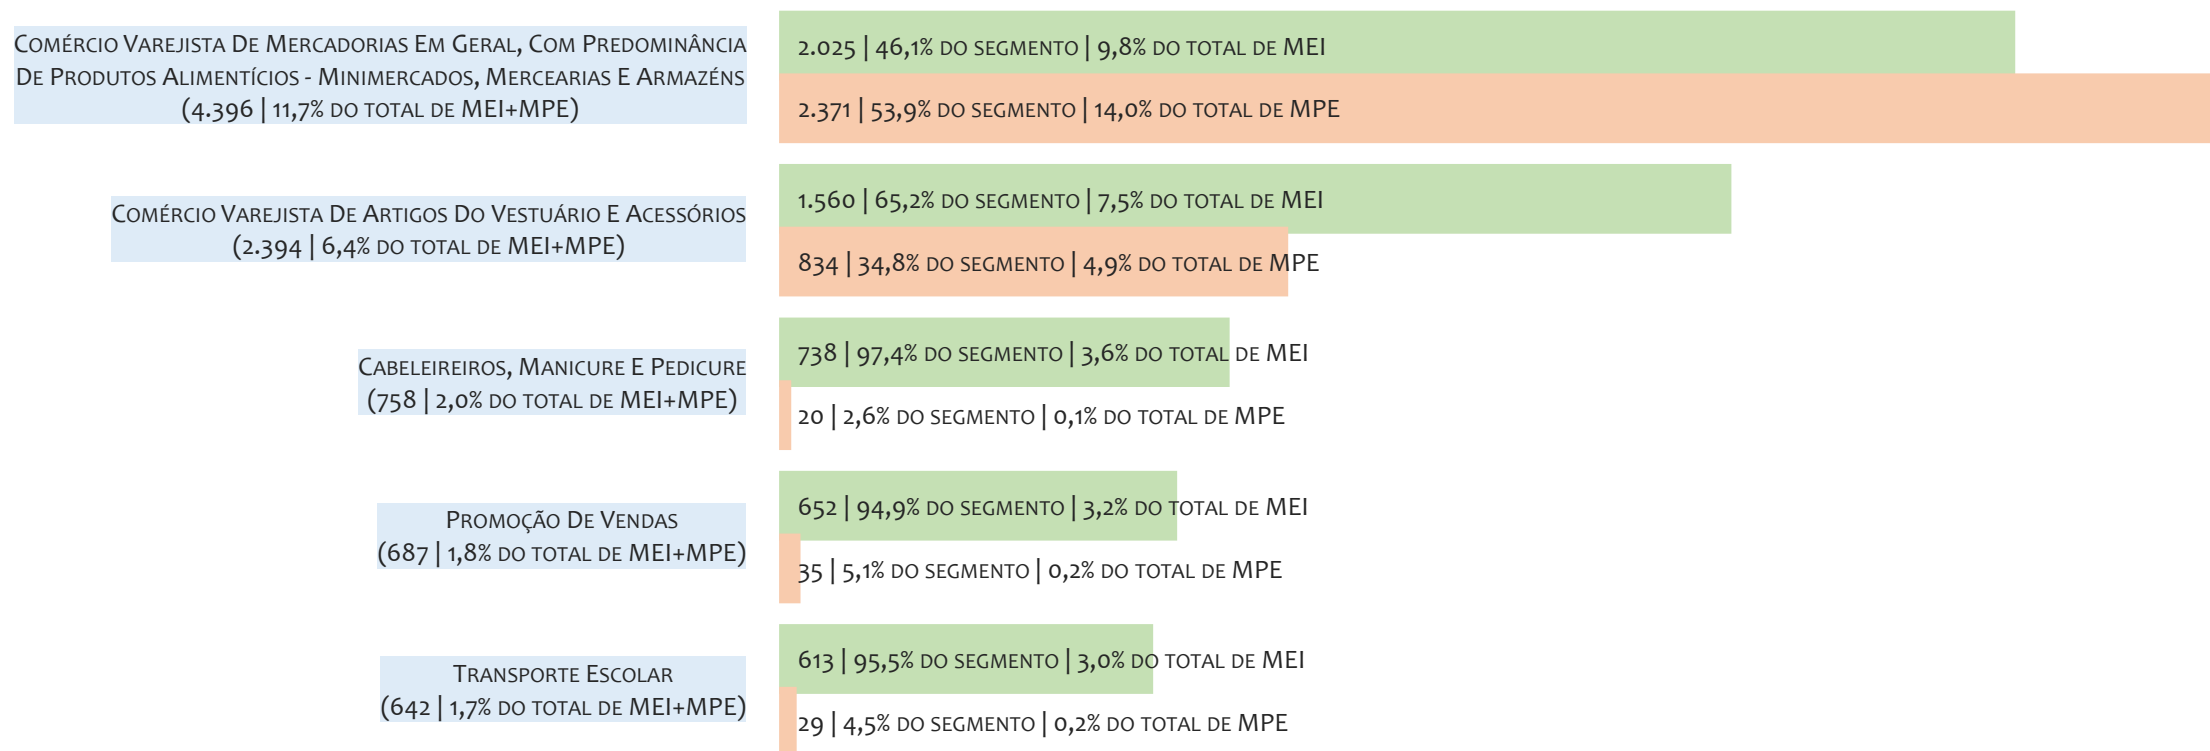 Comércio Varejista De Mercadorias Em Geral, Com Predominância
De Produtos Alimentícios - Minimercados, Mercearias E Armazéns
(4.396 | 11,7% do total de MEI+MPE)
2.025 | 46,1% do segmento | 9,8% do total de MEI
2.371 | 53,9% do segmento | 14,0% do total de MPE
Comércio Varejista De Artigos Do Vestuário E Acessórios
(2.394 | 6,4% do total de MEI+MPE)
1.560 | 65,2% do segmento | 7,5% do total de MEI
834 | 34,8% do segmento | 4,9% do total de MPE
Cabeleireiros, Manicure E Pedicure
(758 | 2,0% do total de MEI+MPE)
738 | 97,4% do segmento | 3,6% do total de MEI
20 | 2,6% do segmento | 0,1% do total de MPE
Promoção De Vendas
(687 | 1,8% do total de MEI+MPE)
652 | 94,9% do segmento | 3,2% do total de MEI
35 | 5,1% do segmento | 0,2% do total de MPE
Transporte Escolar
(642 | 1,7% do total de MEI+MPE)
613 | 95,5% do segmento | 3,0% do total de MEI
29 | 4,5% do segmento | 0,2% do total de MPE